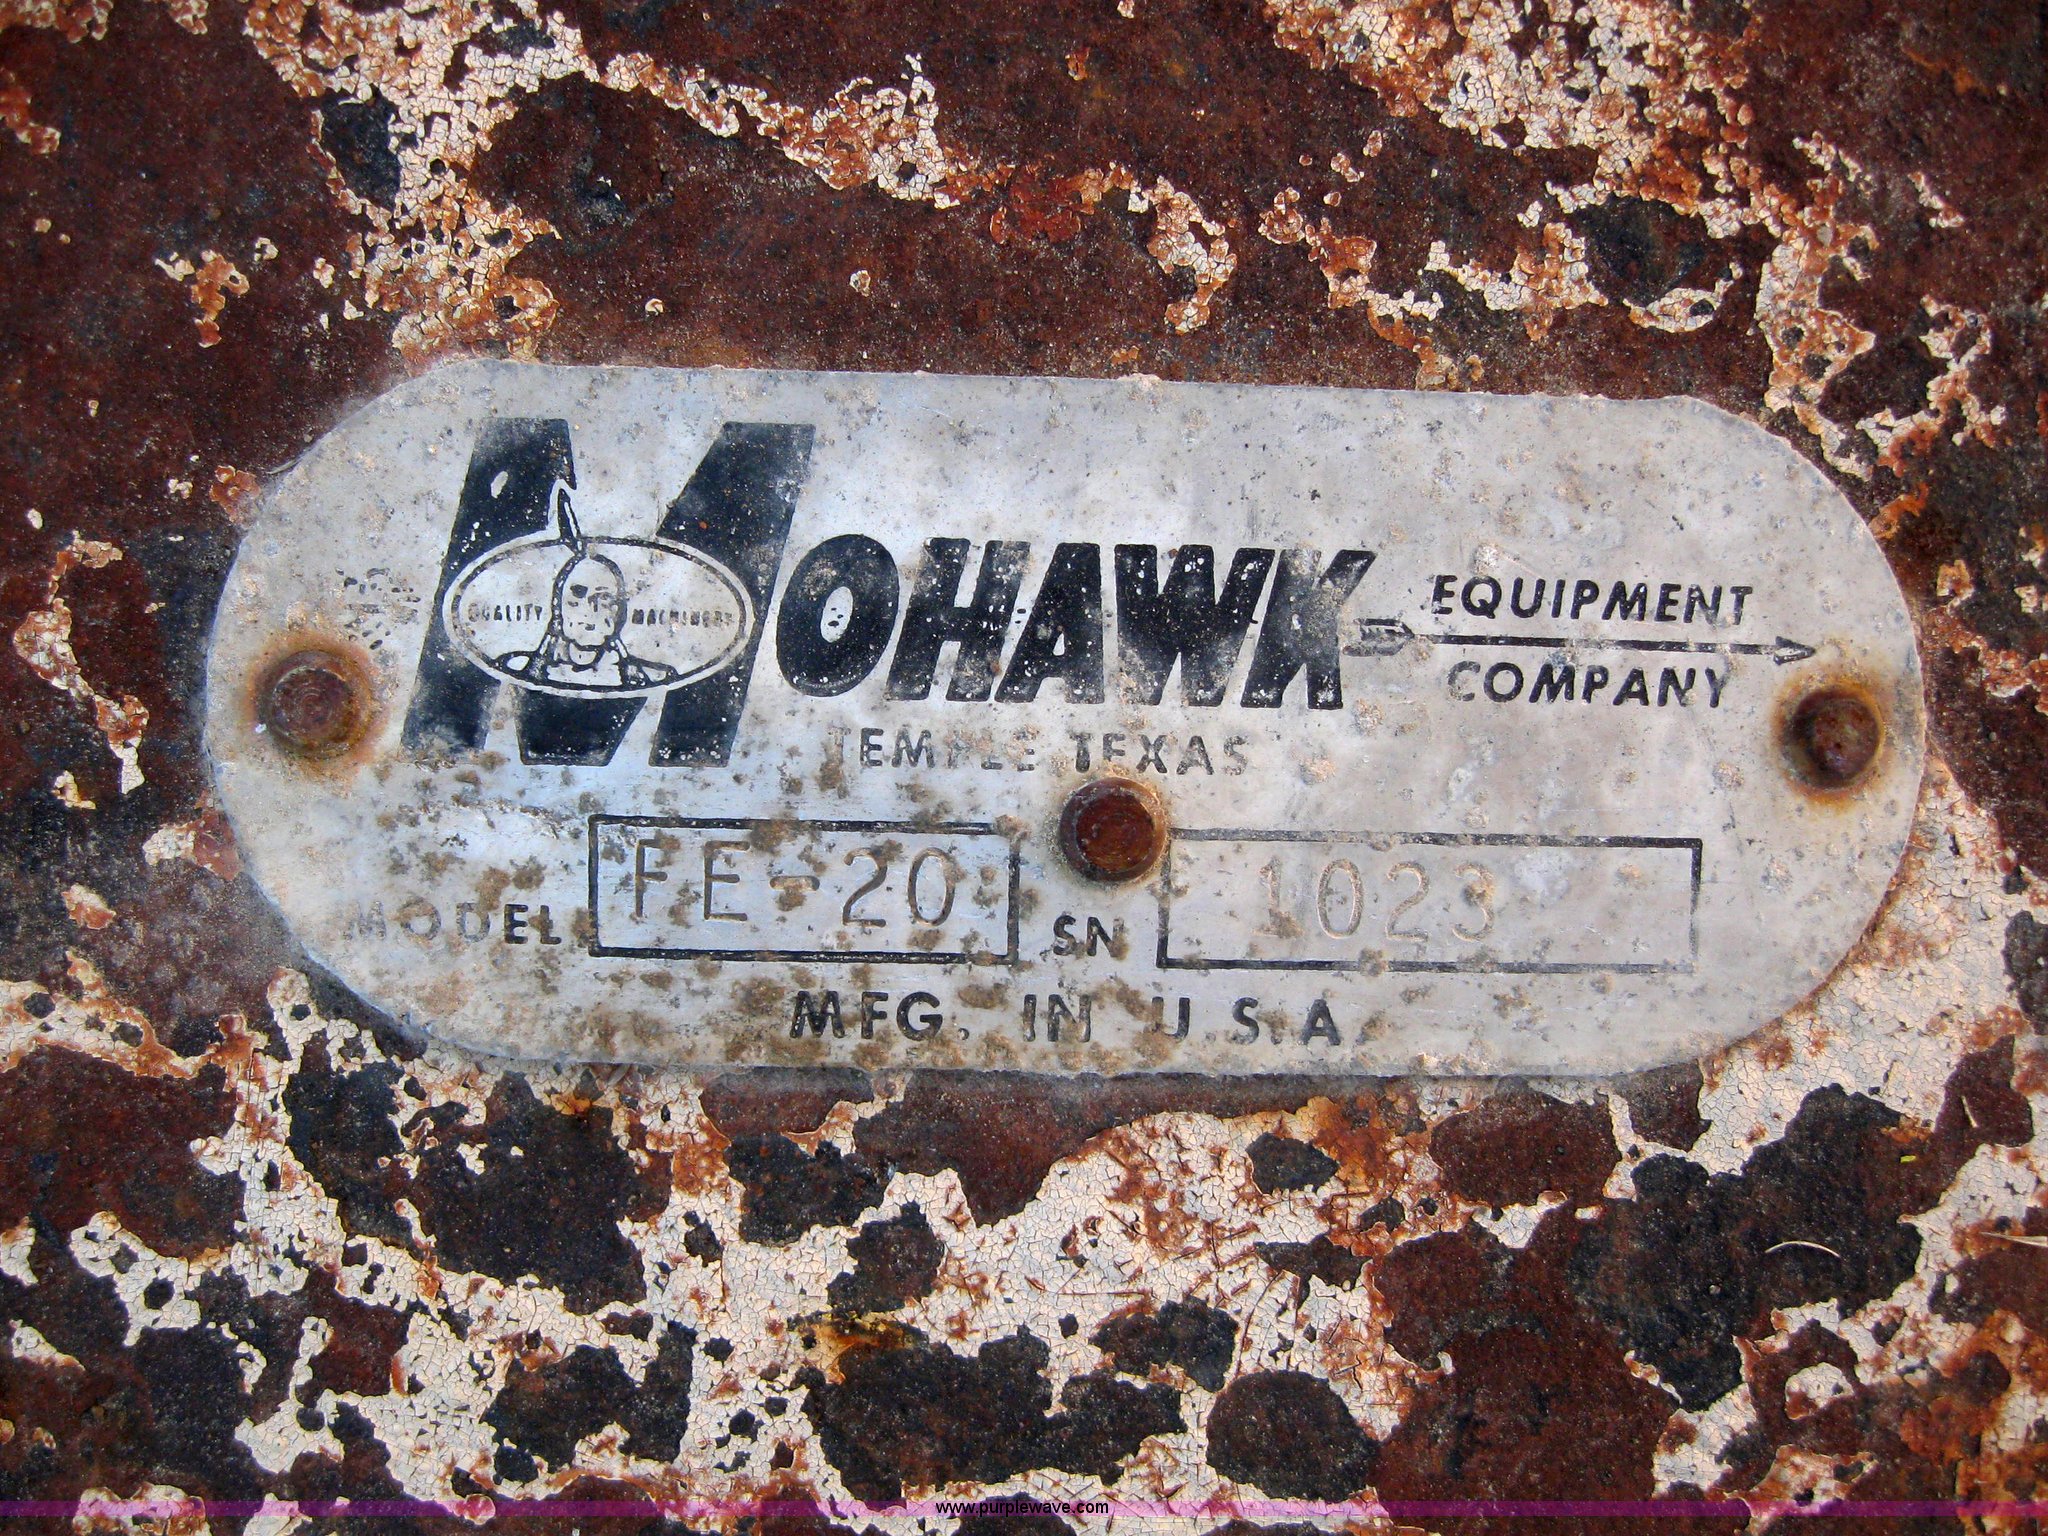 MOHAWK
EQUIPMENT
COMPANY
QUALITY MACHINERY
TEMPLE TEXAS
MODEL FE-20 SN 1023
MFG. IN U.S.A
www.purplewave.com